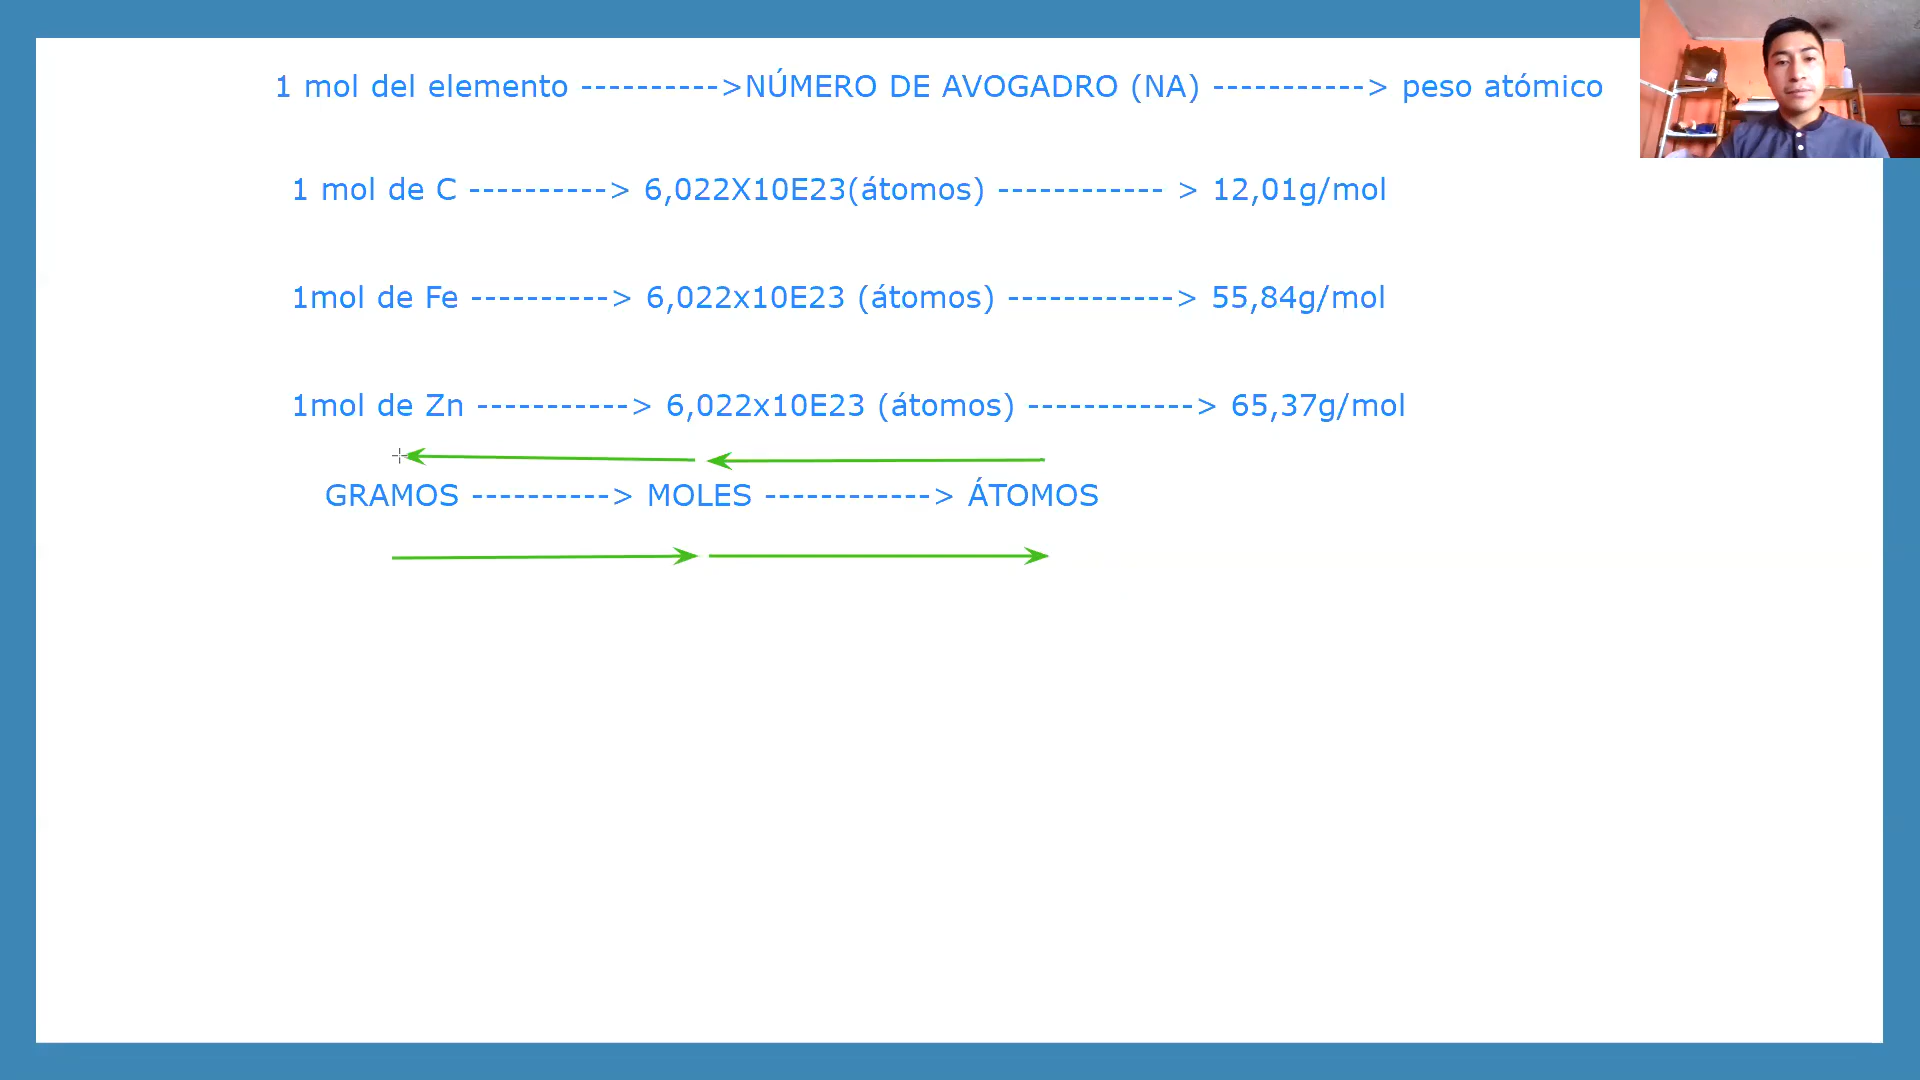 1 mol del elemento ---------->NÚMERO DE AVOGADRO (NA) -----------> peso atómico
1 mol de C ----------> 6,022X10E23(átomos) ------------ > 12,01g/mol
1mol de Fe ----------> 6,022x10E23 (átomos) ------------> 55,84g/mol
1mol de Zn -----------> 6,022x10E23 (átomos) ------------> 65,37g/mol
GRAMOS ----------> MOLES ------------> ÁTOMOS